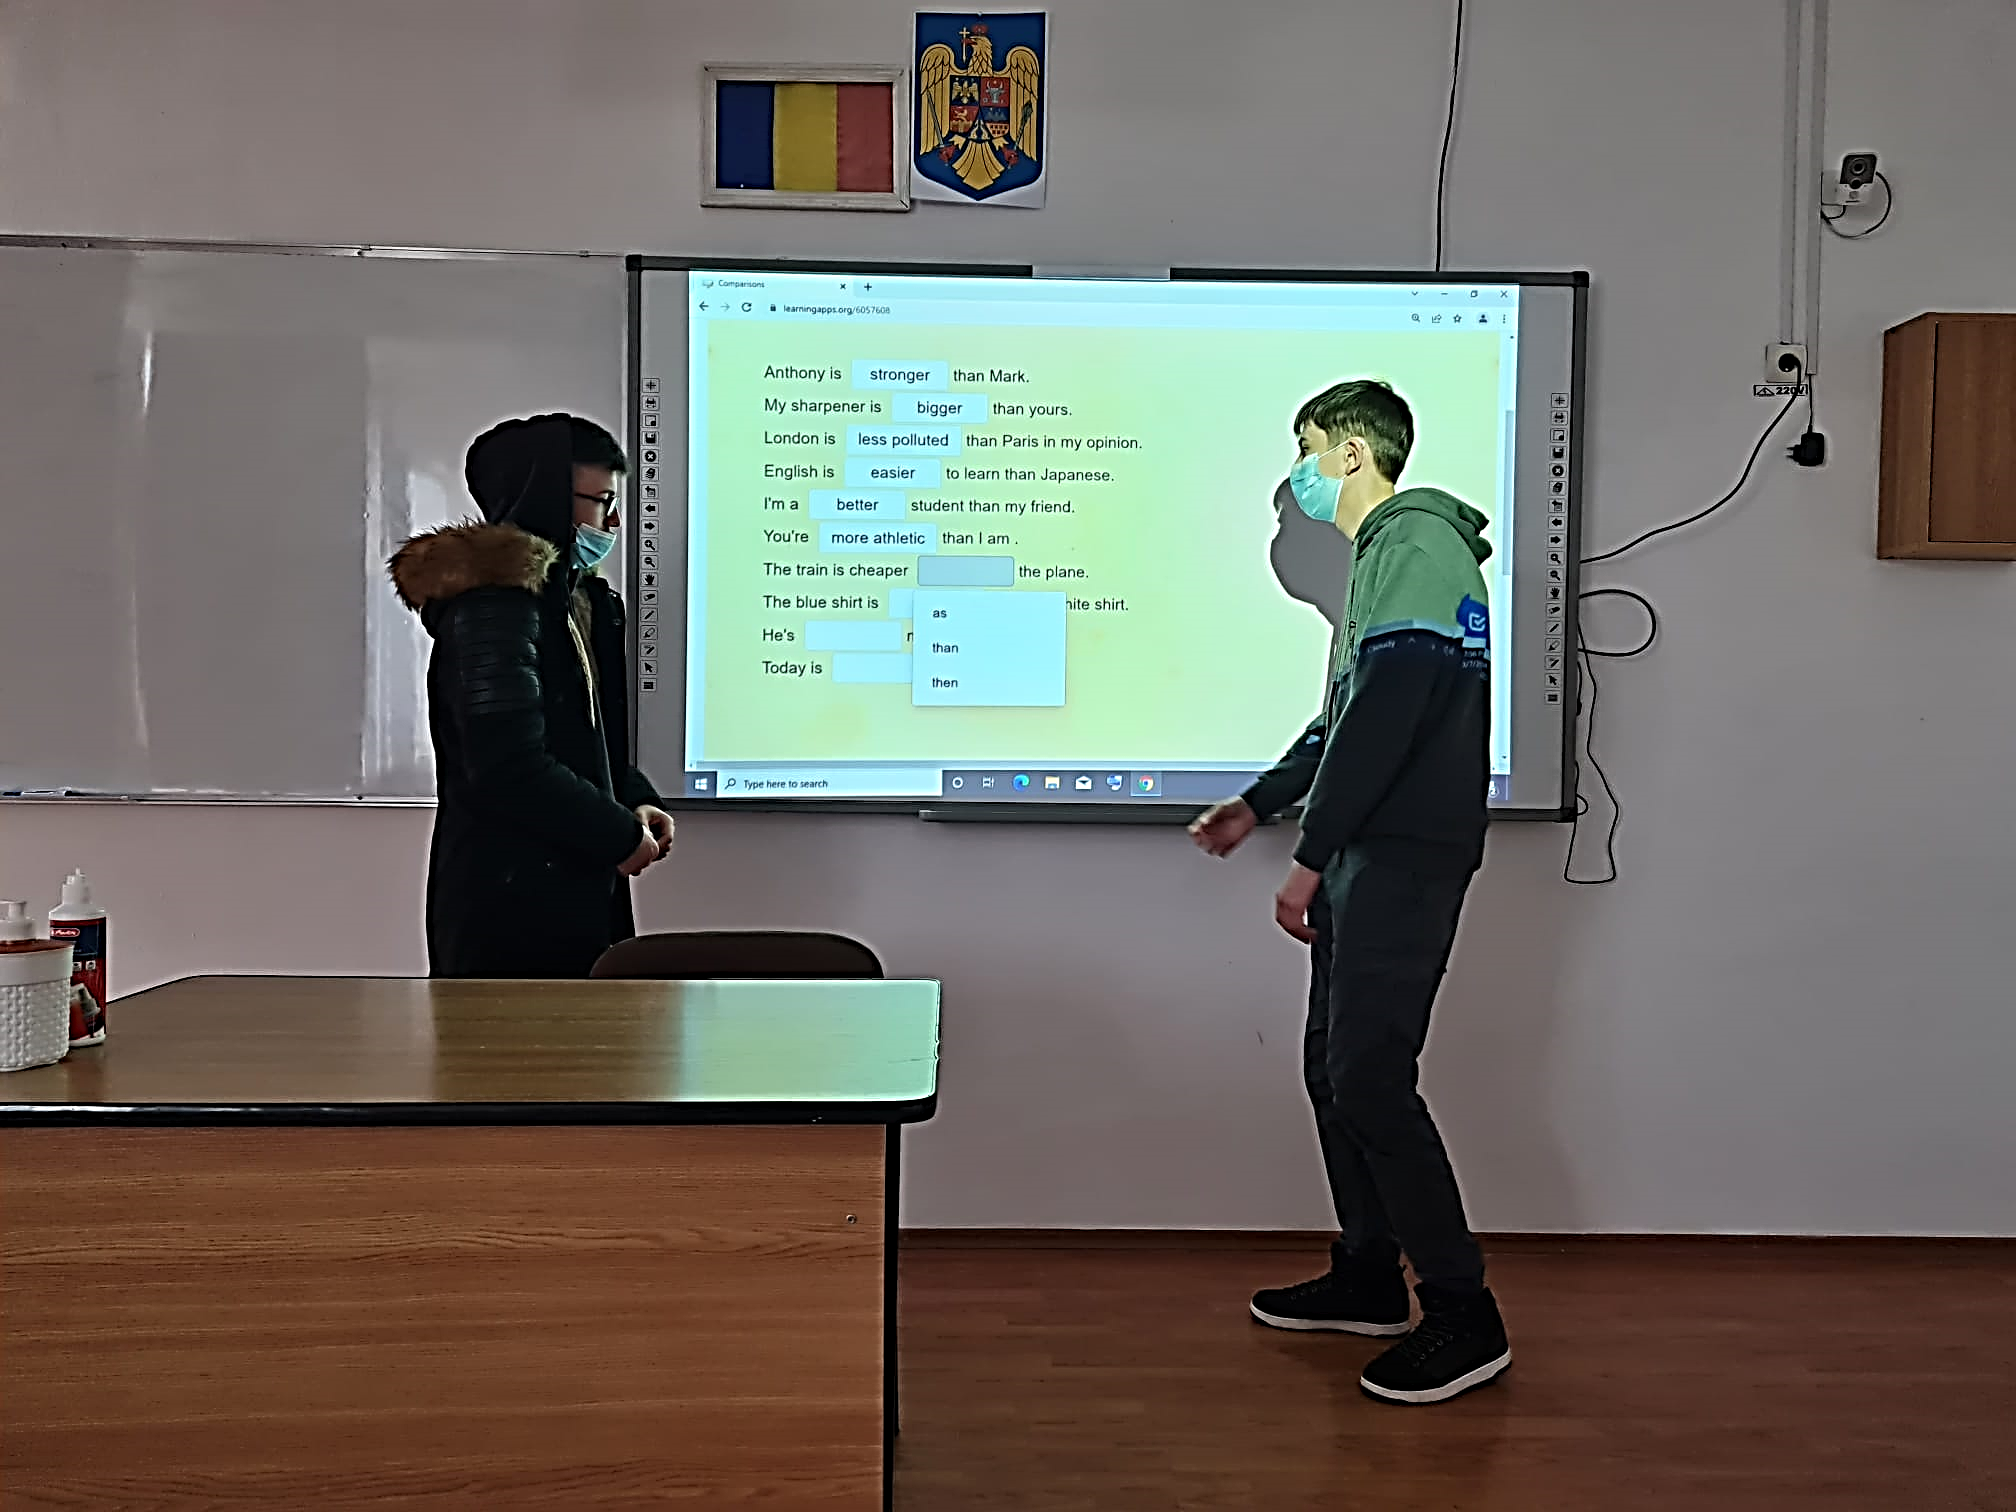 Comparisons
learningapps.org/6057608
Anthony is stronger than Mark.
My sharpener is bigger than yours.
London is less polluted than Paris in my opinion.
English is easier to learn than Japanese.
I'm a better student than my friend.
You're more athletic than I am .
The train is cheaper the plane.
The blue shirt is hite shirt.
He's
Today is
as
than
then
Type here to search
Cloudy
220V